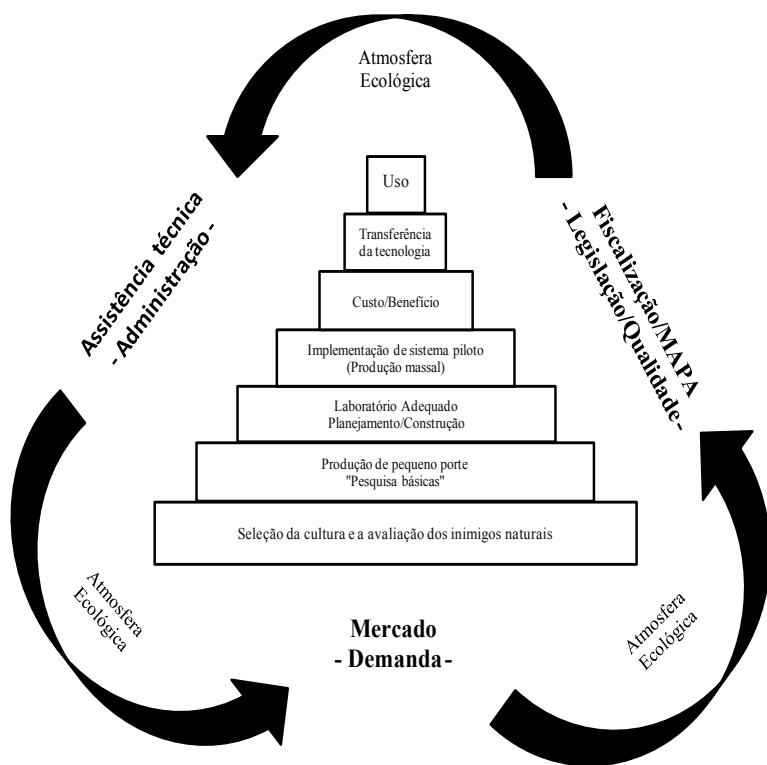 Atmosfera
Ecológica
Uso
Transferência
da tecnologia
Custo/Benefício
Implementação de sistema piloto
(Produção massal)
Laboratório Adequado
Planejamento/Construção
Produção de pequeno porte
"Pesquisa básicas"
Seleção da cultura e a avaliação dos inimigos naturais
Assistência técnica
- Administração -
Fiscalização/MAPA
- Legislação/Qualidade-
Atmosfera
Ecológica
Mercado
- Demanda-
Atmosfera
Ecológica